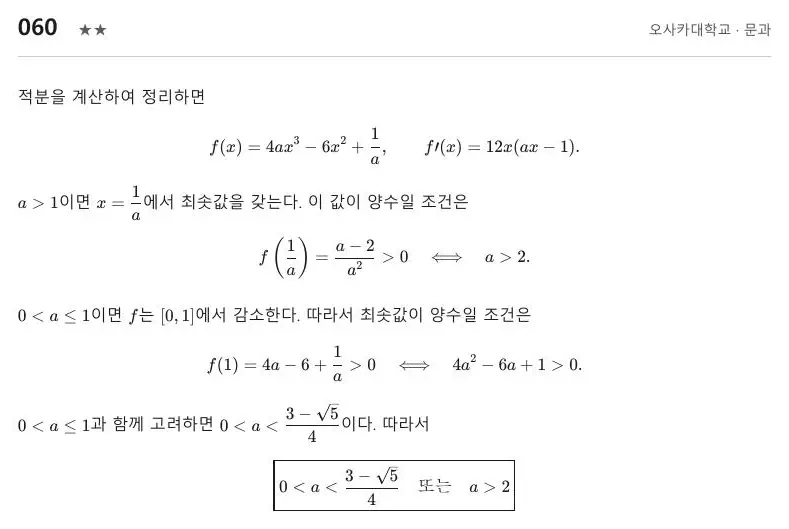 060 ★★ 오사카대학교 · 문과
적분을 계산하여 정리하면
f(x) = 4ax³ − 6x² + 1/a, f′(x) = 12x(ax − 1).
a > 1이면 x = 1/a에서 최솟값을 갖는다. 이 값이 양수일 조건은
f(1/a) = (a − 2)/a² > 0 ⟺ a > 2.
0 < a ≤ 1이면 f는 [0, 1]에서 감소한다. 따라서 최솟값이 양수일 조건은
f(1) = 4a − 6 + 1/a > 0 ⟺ 4a² − 6a + 1 > 0.
0 < a ≤ 1과 함께 고려하면 0 < a < (3 − √5)/4이다. 따라서
0 < a < (3 − √5)/4 또는 a > 2